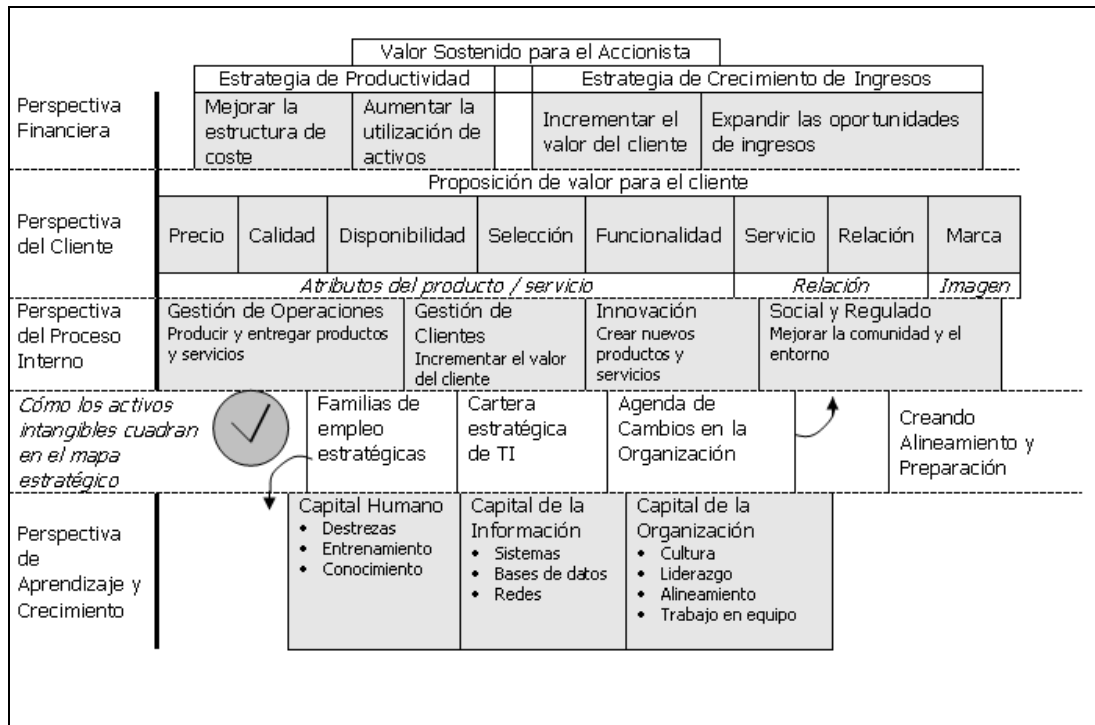 Valor Sostenido para el Accionista
Estrategia de Productividad
Estrategia de Crecimiento de Ingresos
Perspectiva
Financiera
Mejorar la
estructura de
coste
Aumentar la
utilización de
activos
Incrementar el
valor del cliente
Expandir las oportunidades
de ingresos
Proposición de valor para el cliente
Perspectiva
del Cliente
Precio
Calidad
Disponibilidad
Selección
Funcionalidad
Servicio
Relación
Marca
Atributos del producto / servicio
Relación
Imagen
Perspectiva
del Proceso
Interno
Gestión de Operaciones
Producir y entregar productos
y servicios
Gestión de
Clientes
Incrementar el valor
del cliente
Innovación
Crear nuevos
productos y
servicios
Social y Regulado
Mejorar la comunidad y el
entorno
Cómo los activos
intangibles cuadran
en el mapa
estratégico
Familias de
empleo
estratégicas
Cartera
estratégica
de TI
Agenda de
Cambios en la
Organización
Creando
Alineamiento y
Preparación
Perspectiva
de
Aprendizaje y
Crecimiento
Capital Humano
• Destrezas
• Entrenamiento
• Conocimiento
Capital de la
Información
• Sistemas
• Bases de datos
• Redes
Capital de la
Organización
• Cultura
• Liderazgo
• Alineamiento
• Trabajo en equipo